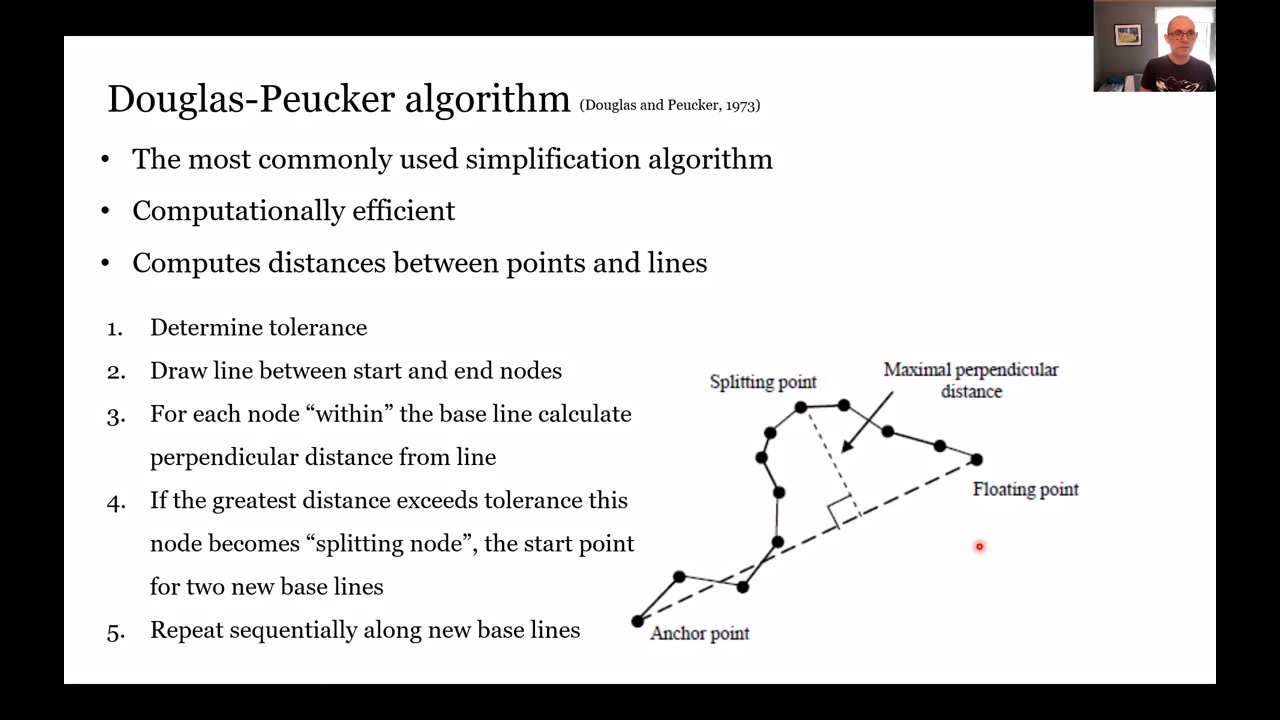 Douglas-Peucker algorithm (Douglas and Peucker, 1973)
• The most commonly used simplification algorithm
• Computationally efficient
• Computes distances between points and lines
1. Determine tolerance
2. Draw line between start and end nodes
3. For each node “within” the base line calculate
perpendicular distance from line
4. If the greatest distance exceeds tolerance this
node becomes “splitting node”, the start point
for two new base lines
5. Repeat sequentially along new base lines
Splitting point
Maximal perpendicular
distance
Floating point
Anchor point